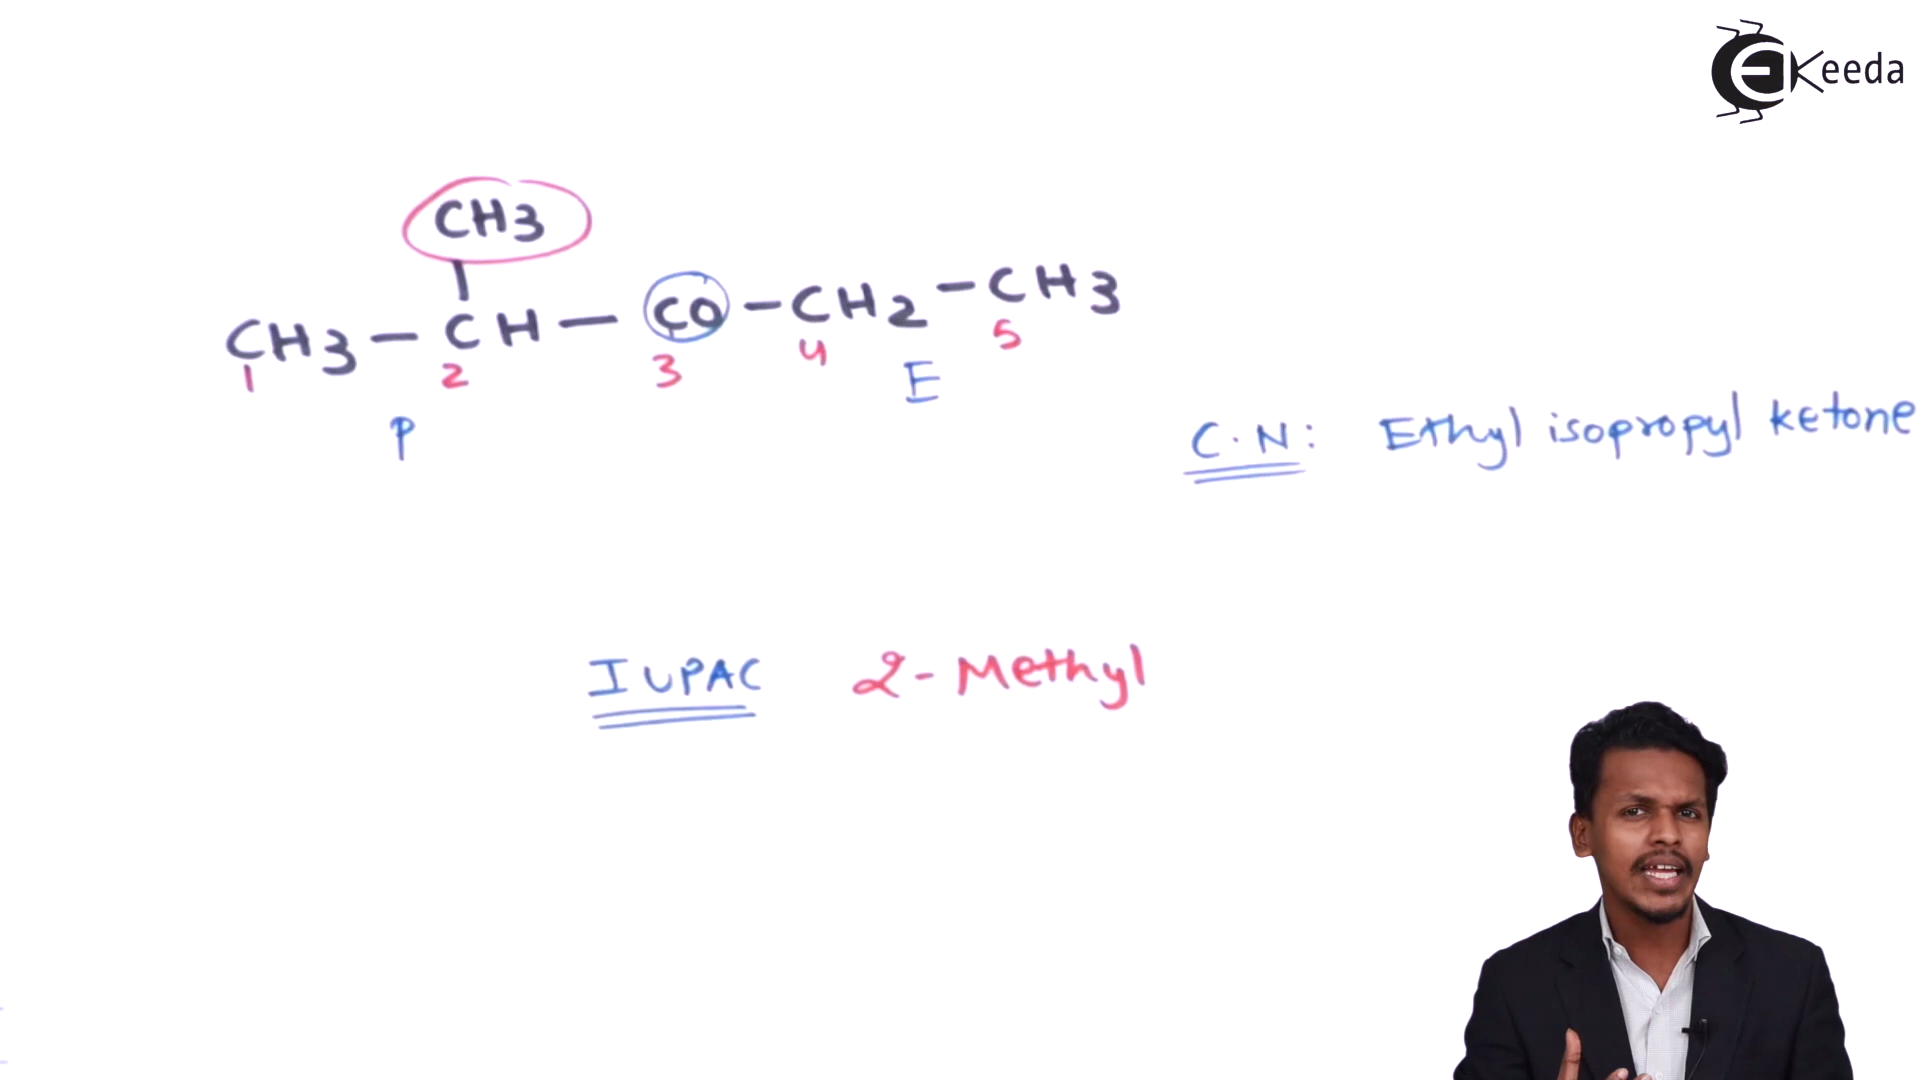 EKeeda
CH3
CH3 - CH - CO - CH2 - CH3
1 2 3 4 5
P E
C.N: Ethyl isopropyl ketone
IUPAC 2-Methyl